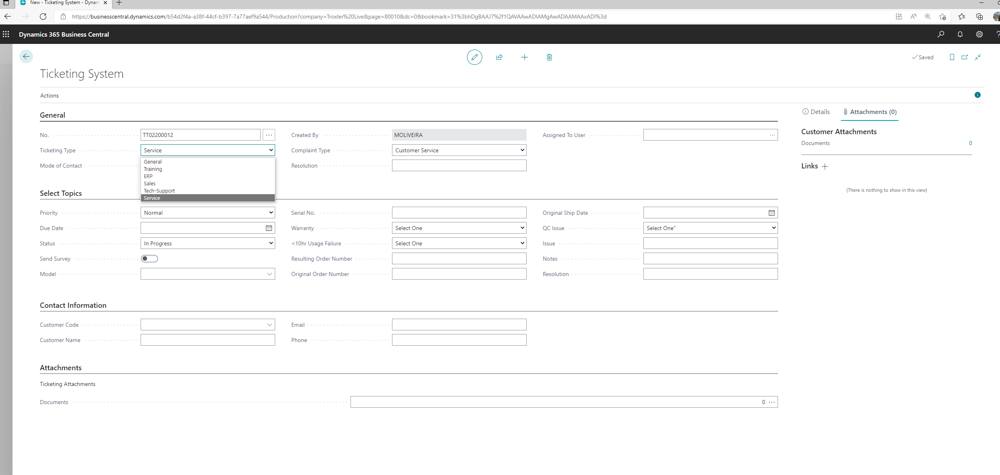 New - Ticketing System - Dynam
https://businesscentral.dynamics.com/b54d2f4a-a38f-44cf-b397-7a77aef9a544/Production?company=Troxler%20Live&page=80010&dc=0&bookmark=31%3bhDgBAAJ7%2f1QAVAAwADIAMgAwADAAMAAxADI%3d
Dynamics 365 Business Central
Saved
Ticketing System
Actions
General
Details Attachments (0)
No. TT02200012 Created By MOLIVEIRA Assigned To User
Customer Attachments
Documents 0
Ticketing Type Service Complaint Type Customer Service
Mode of Contact Resolution
General
Training
ERP
Sales
Tech-Support
Service
Links
(There is nothing to show in this view)
Select Topics
Priority Normal Serial No. Original Ship Date
Due Date Warranty Select One QC Issue Select One"
Status In Progress <10hr Usage Failure Select One Issue
Send Survey Resulting Order Number Notes
Model Original Order Number Resolution
Contact Information
Customer Code Email
Customer Name Phone
Attachments
Ticketing Attachments
Documents 0